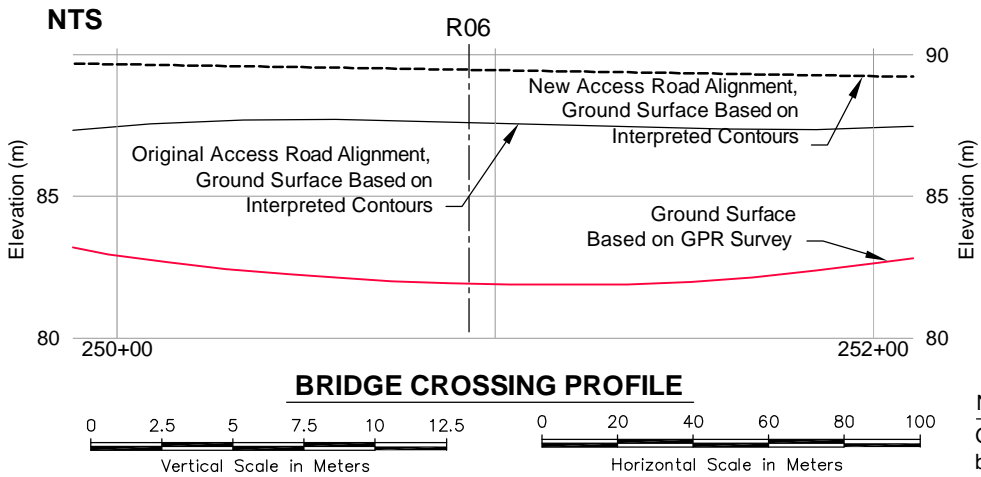 NTS
R06
90
90
New Access Road Alignment,
Ground Surface Based on
Interpreted Contours
Original Access Road Alignment,
Ground Surface Based on
Interpreted Contours
Elevation (m)
85
85
Elevation (m)
Ground Surface
Based on GPR Survey
80
80
250+00
252+00
BRIDGE CROSSING PROFILE
0 2.5 5 7.5 10 12.5
Vertical Scale in Meters
0 20 40 60 80 100
Horizontal Scale in Meters